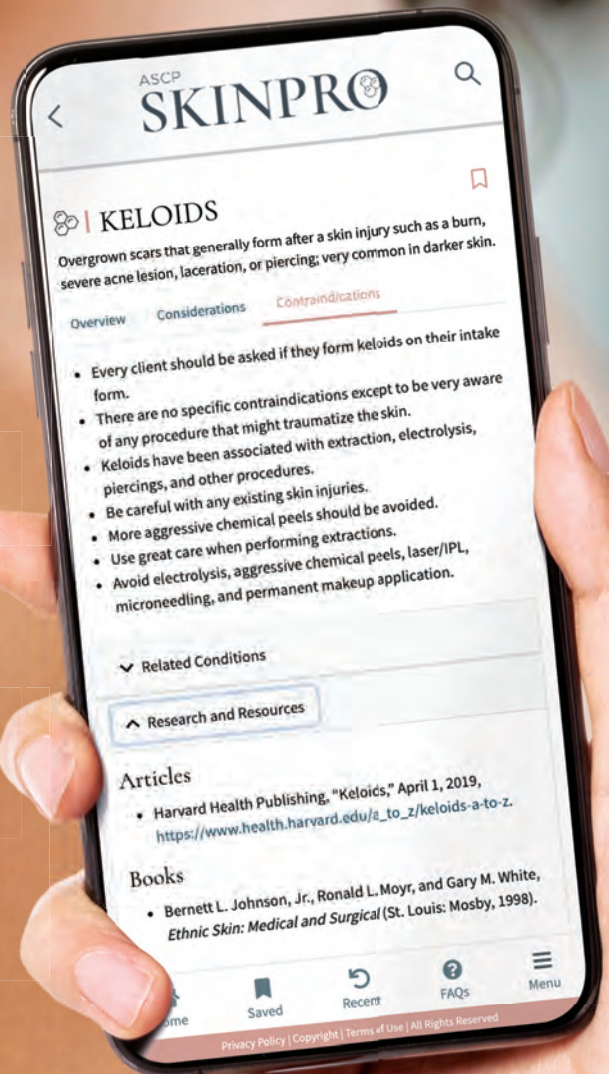 ASCP
SKINPRO
KELOIDS
Overgrown scars that generally form after a skin injury such as a burn,
severe acne lesion, laceration, or piercing; very common in darker skin.
Overview Considerations Contraindications
• Every client should be asked if they form keloids on their intake
form.
• There are no specific contraindications except to be very aware
of any procedure that might traumatize the skin.
• Keloids have been associated with extraction, electrolysis,
piercings, and other procedures.
• Be careful with any existing skin injuries.
• More aggressive chemical peels should be avoided.
• Use great care when performing extractions.
• Avoid electrolysis, aggressive chemical peels, laser/IPL,
microneedling, and permanent makeup application.
Related Conditions
Research and Resources
Articles
• Harvard Health Publishing, "Keloids," April 1, 2019,
https://www.health.harvard.edu/a_to_z/keloids-a-to-z.
Books
• Bernett L. Johnson, Jr., Ronald L. Moyr, and Gary M. White,
Ethnic Skin: Medical and Surgical (St. Louis: Mosby, 1998).
ome Saved Recent FAQs Menu
Privacy Policy | Copyright | Terms of Use | All Rights Reserved